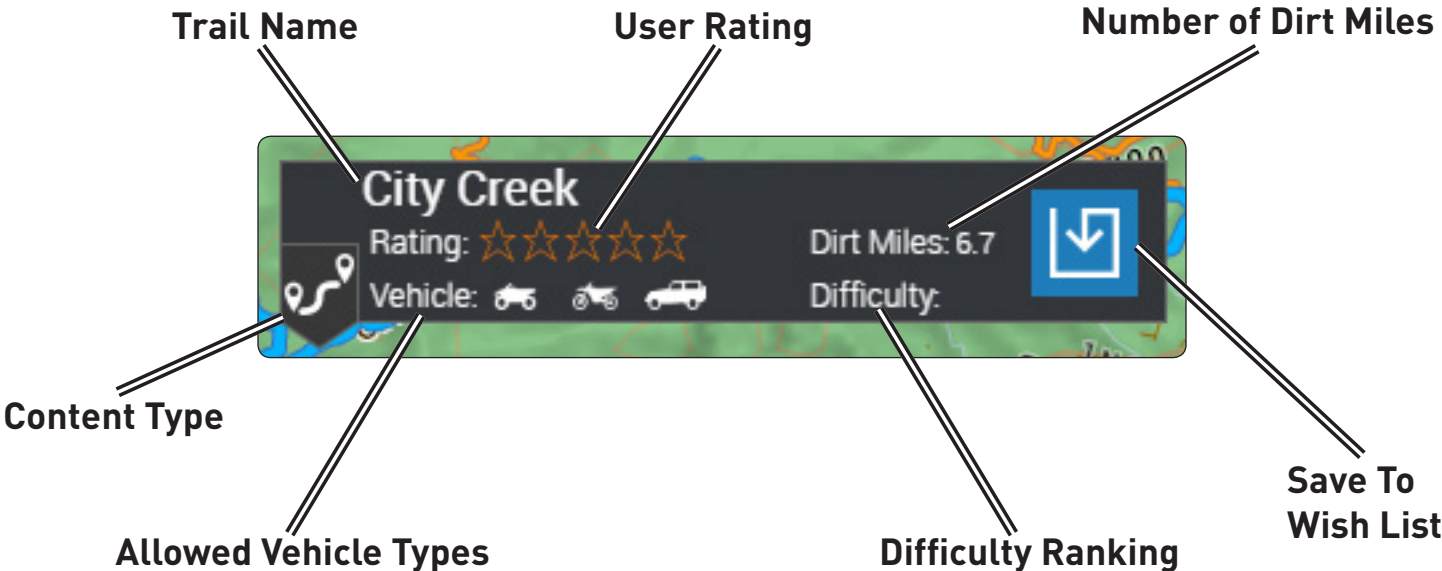 Trail Name
User Rating
Number of Dirt Miles
City Creek
Rating:
Dirt Miles: 6.7
Vehicle:
Difficulty:
Content Type
Save To
Wish List
Allowed Vehicle Types
Difficulty Ranking